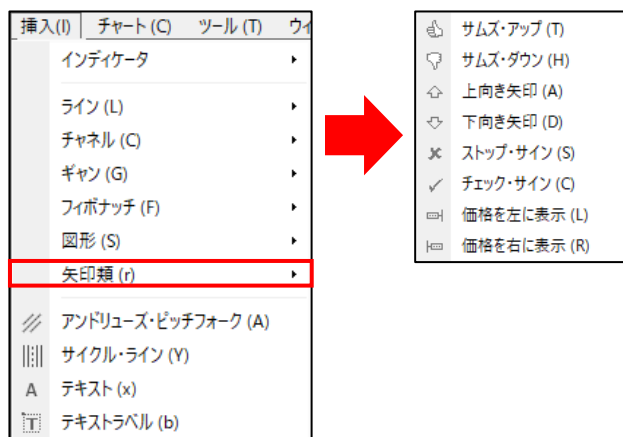 挿入(I) チャート(C) ツール(T) ウィ
インディケータ
ライン(L)
チャネル(C)
ギャン(G)
フィボナッチ(F)
図形(S)
矢印類(r)
アンドリューズ・ピッチフォーク(A)
サイクル・ライン(Y)
A テキスト(x)
T テキストラベル(b)
サムズ・アップ(T)
サムズ・ダウン(H)
上向き矢印(A)
下向き矢印(D)
ストップ・サイン(S)
チェック・サイン(C)
価格を左に表示(L)
価格を右に表示(R)